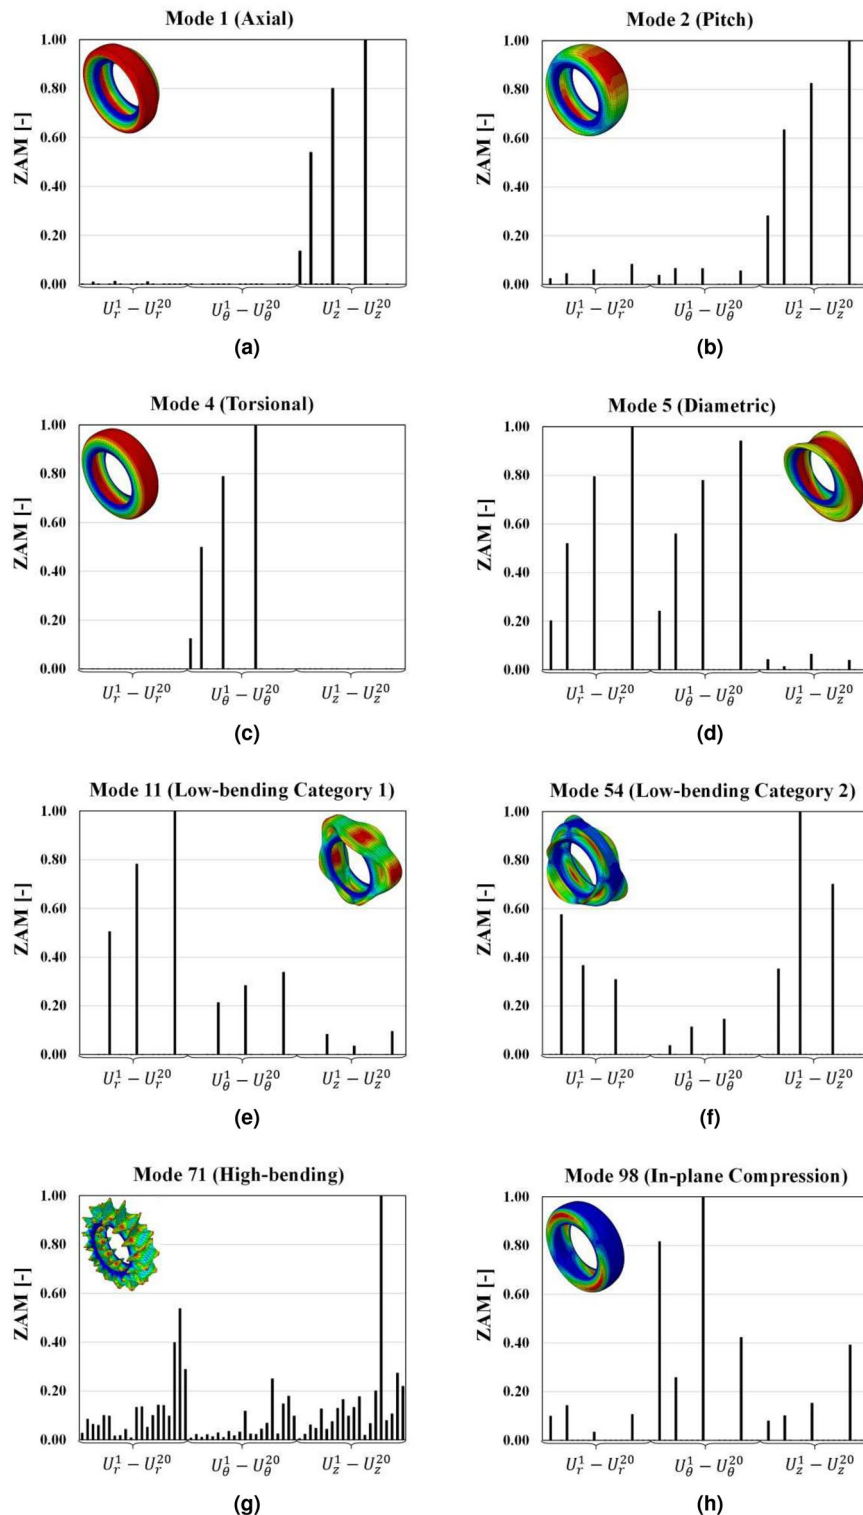 Mode 1 (Axial)
ZAM [-]
1.00
0.80
0.60
0.40
0.20
0.00
U_r^1 − U_r^20
U_θ^1 − U_θ^20
U_z^1 − U_z^20
(a)
Mode 2 (Pitch)
ZAM [-]
1.00
0.80
0.60
0.40
0.20
0.00
U_r^1 − U_r^20
U_θ^1 − U_θ^20
U_z^1 − U_z^20
(b)
Mode 4 (Torsional)
ZAM [-]
1.00
0.80
0.60
0.40
0.20
0.00
U_r^1 − U_r^20
U_θ^1 − U_θ^20
U_z^1 − U_z^20
(c)
Mode 5 (Diametric)
ZAM [-]
1.00
0.80
0.60
0.40
0.20
0.00
U_r^1 − U_r^20
U_θ^1 − U_θ^20
U_z^1 − U_z^20
(d)
Mode 11 (Low-bending Category 1)
ZAM [-]
1.00
0.80
0.60
0.40
0.20
0.00
U_r^1 − U_r^20
U_θ^1 − U_θ^20
U_z^1 − U_z^20
(e)
Mode 54 (Low-bending Category 2)
ZAM [-]
1.00
0.80
0.60
0.40
0.20
0.00
U_r^1 − U_r^20
U_θ^1 − U_θ^20
U_z^1 − U_z^20
(f)
Mode 71 (High-bending)
ZAM [-]
1.00
0.80
0.60
0.40
0.20
0.00
U_r^1 − U_r^20
U_θ^1 − U_θ^20
U_z^1 − U_z^20
(g)
Mode 98 (In-plane Compression)
ZAM [-]
1.00
0.80
0.60
0.40
0.20
0.00
U_r^1 − U_r^20
U_θ^1 − U_θ^20
U_z^1 − U_z^20
(h)